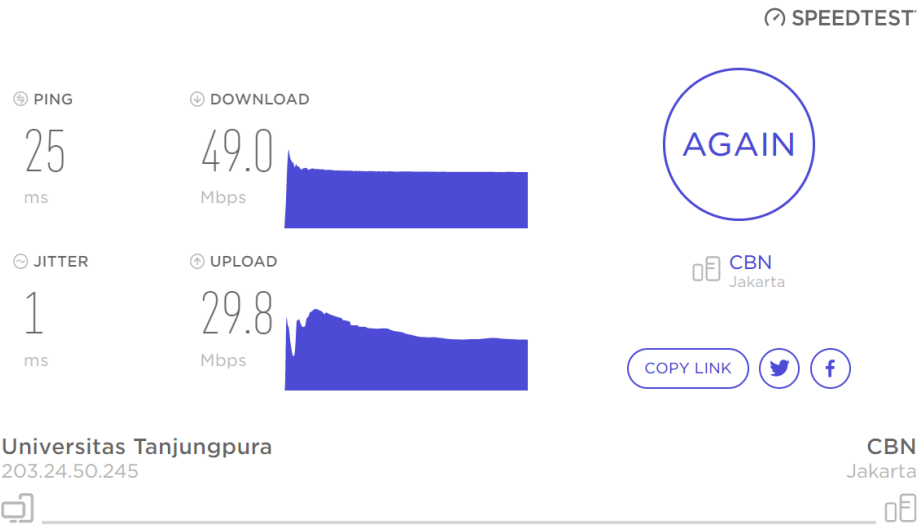 SPEEDTEST
PING
25
ms
DOWNLOAD
49.0
Mbps
JITTER
1
ms
UPLOAD
29.8
Mbps
AGAIN
CBN
Jakarta
COPY LINK
Universitas Tanjungpura
203.24.50.245
CBN
Jakarta